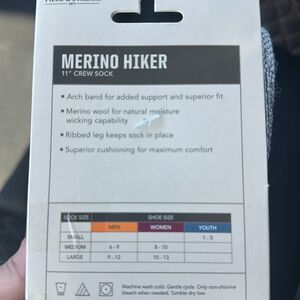 MERINO HIKER
11" CREW SOCK
▪ Arch band for added support and superior fit
▪ Merino wool for natural moisture
wicking capability
▪ Ribbed leg keeps sock in place
▪ Superior cushioning for maximum comfort
SOCK SIZE SHOE SIZE
MEN WOMEN YOUTH
SMALL 1 - 5
MEDIUM 6 - 9 8 - 10
LARGE 9 - 12 10 - 13
Machine wash cold. Gentle cycle. Only non-chlorine
bleach when needed. Tumble dry low.